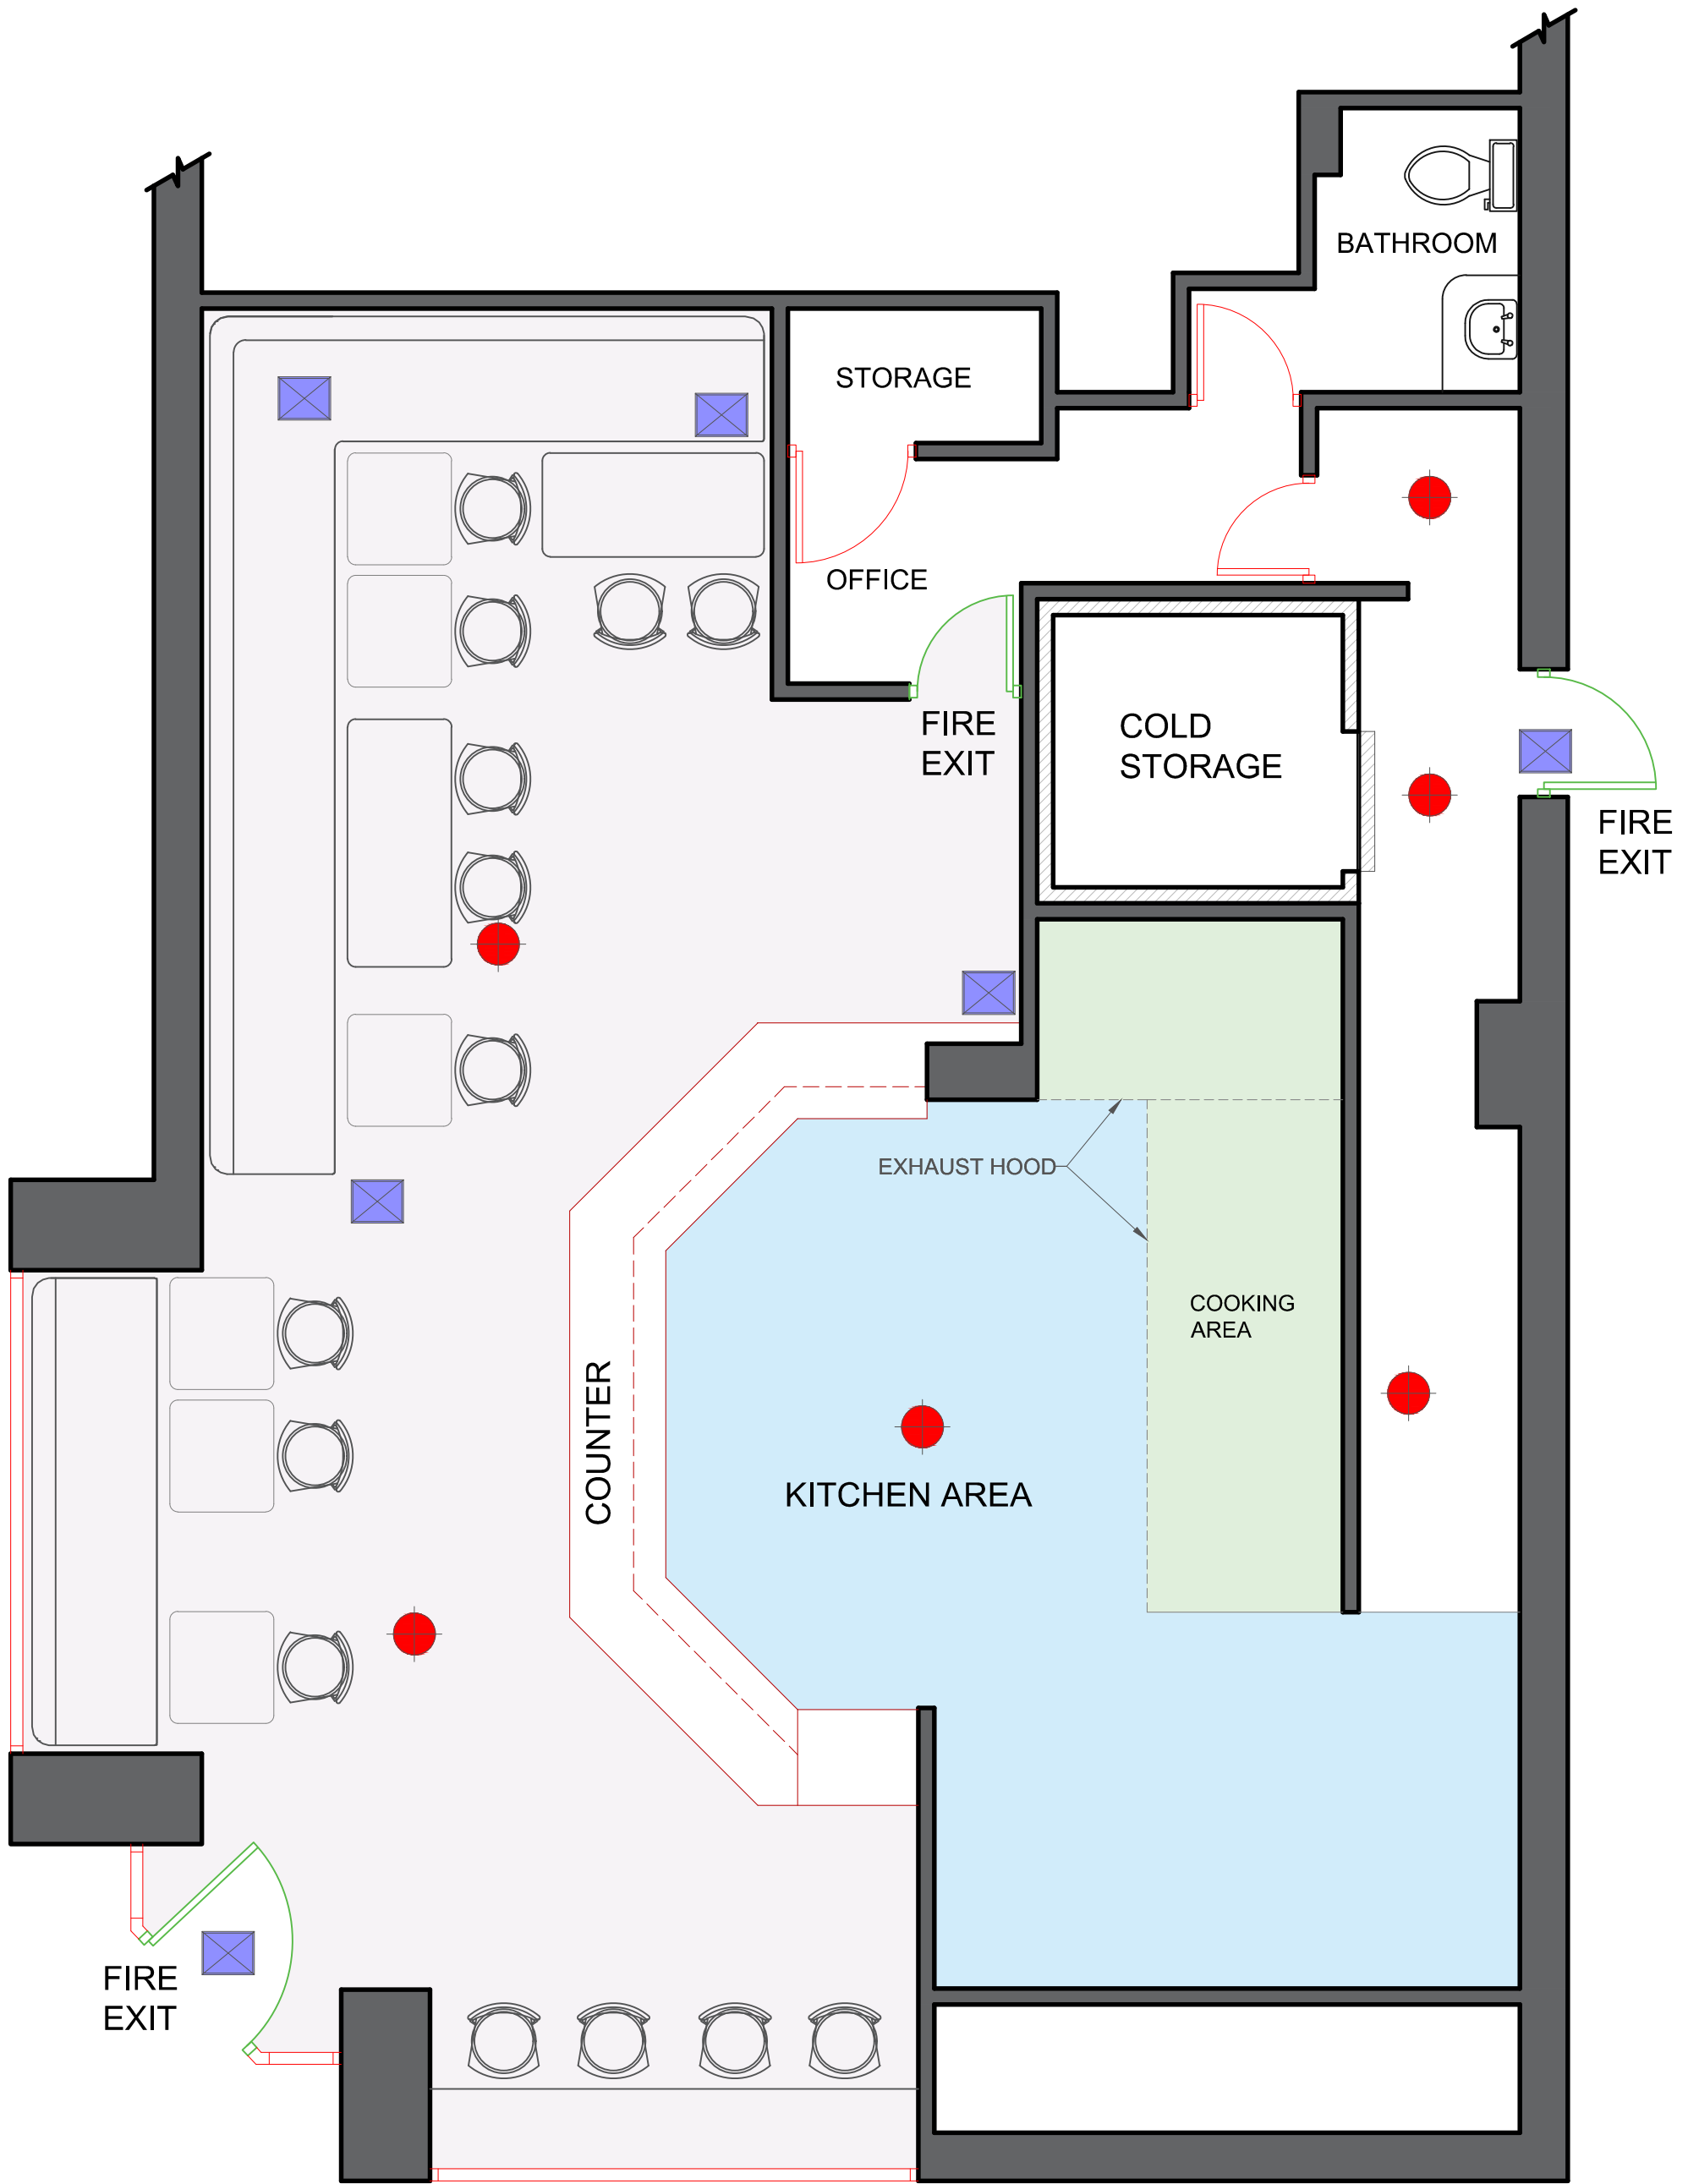 BATHROOM
STORAGE
OFFICE
FIRE
EXIT
COLD
STORAGE
FIRE
EXIT
EXHAUST HOOD
COOKING
AREA
COUNTER
KITCHEN AREA
FIRE
EXIT